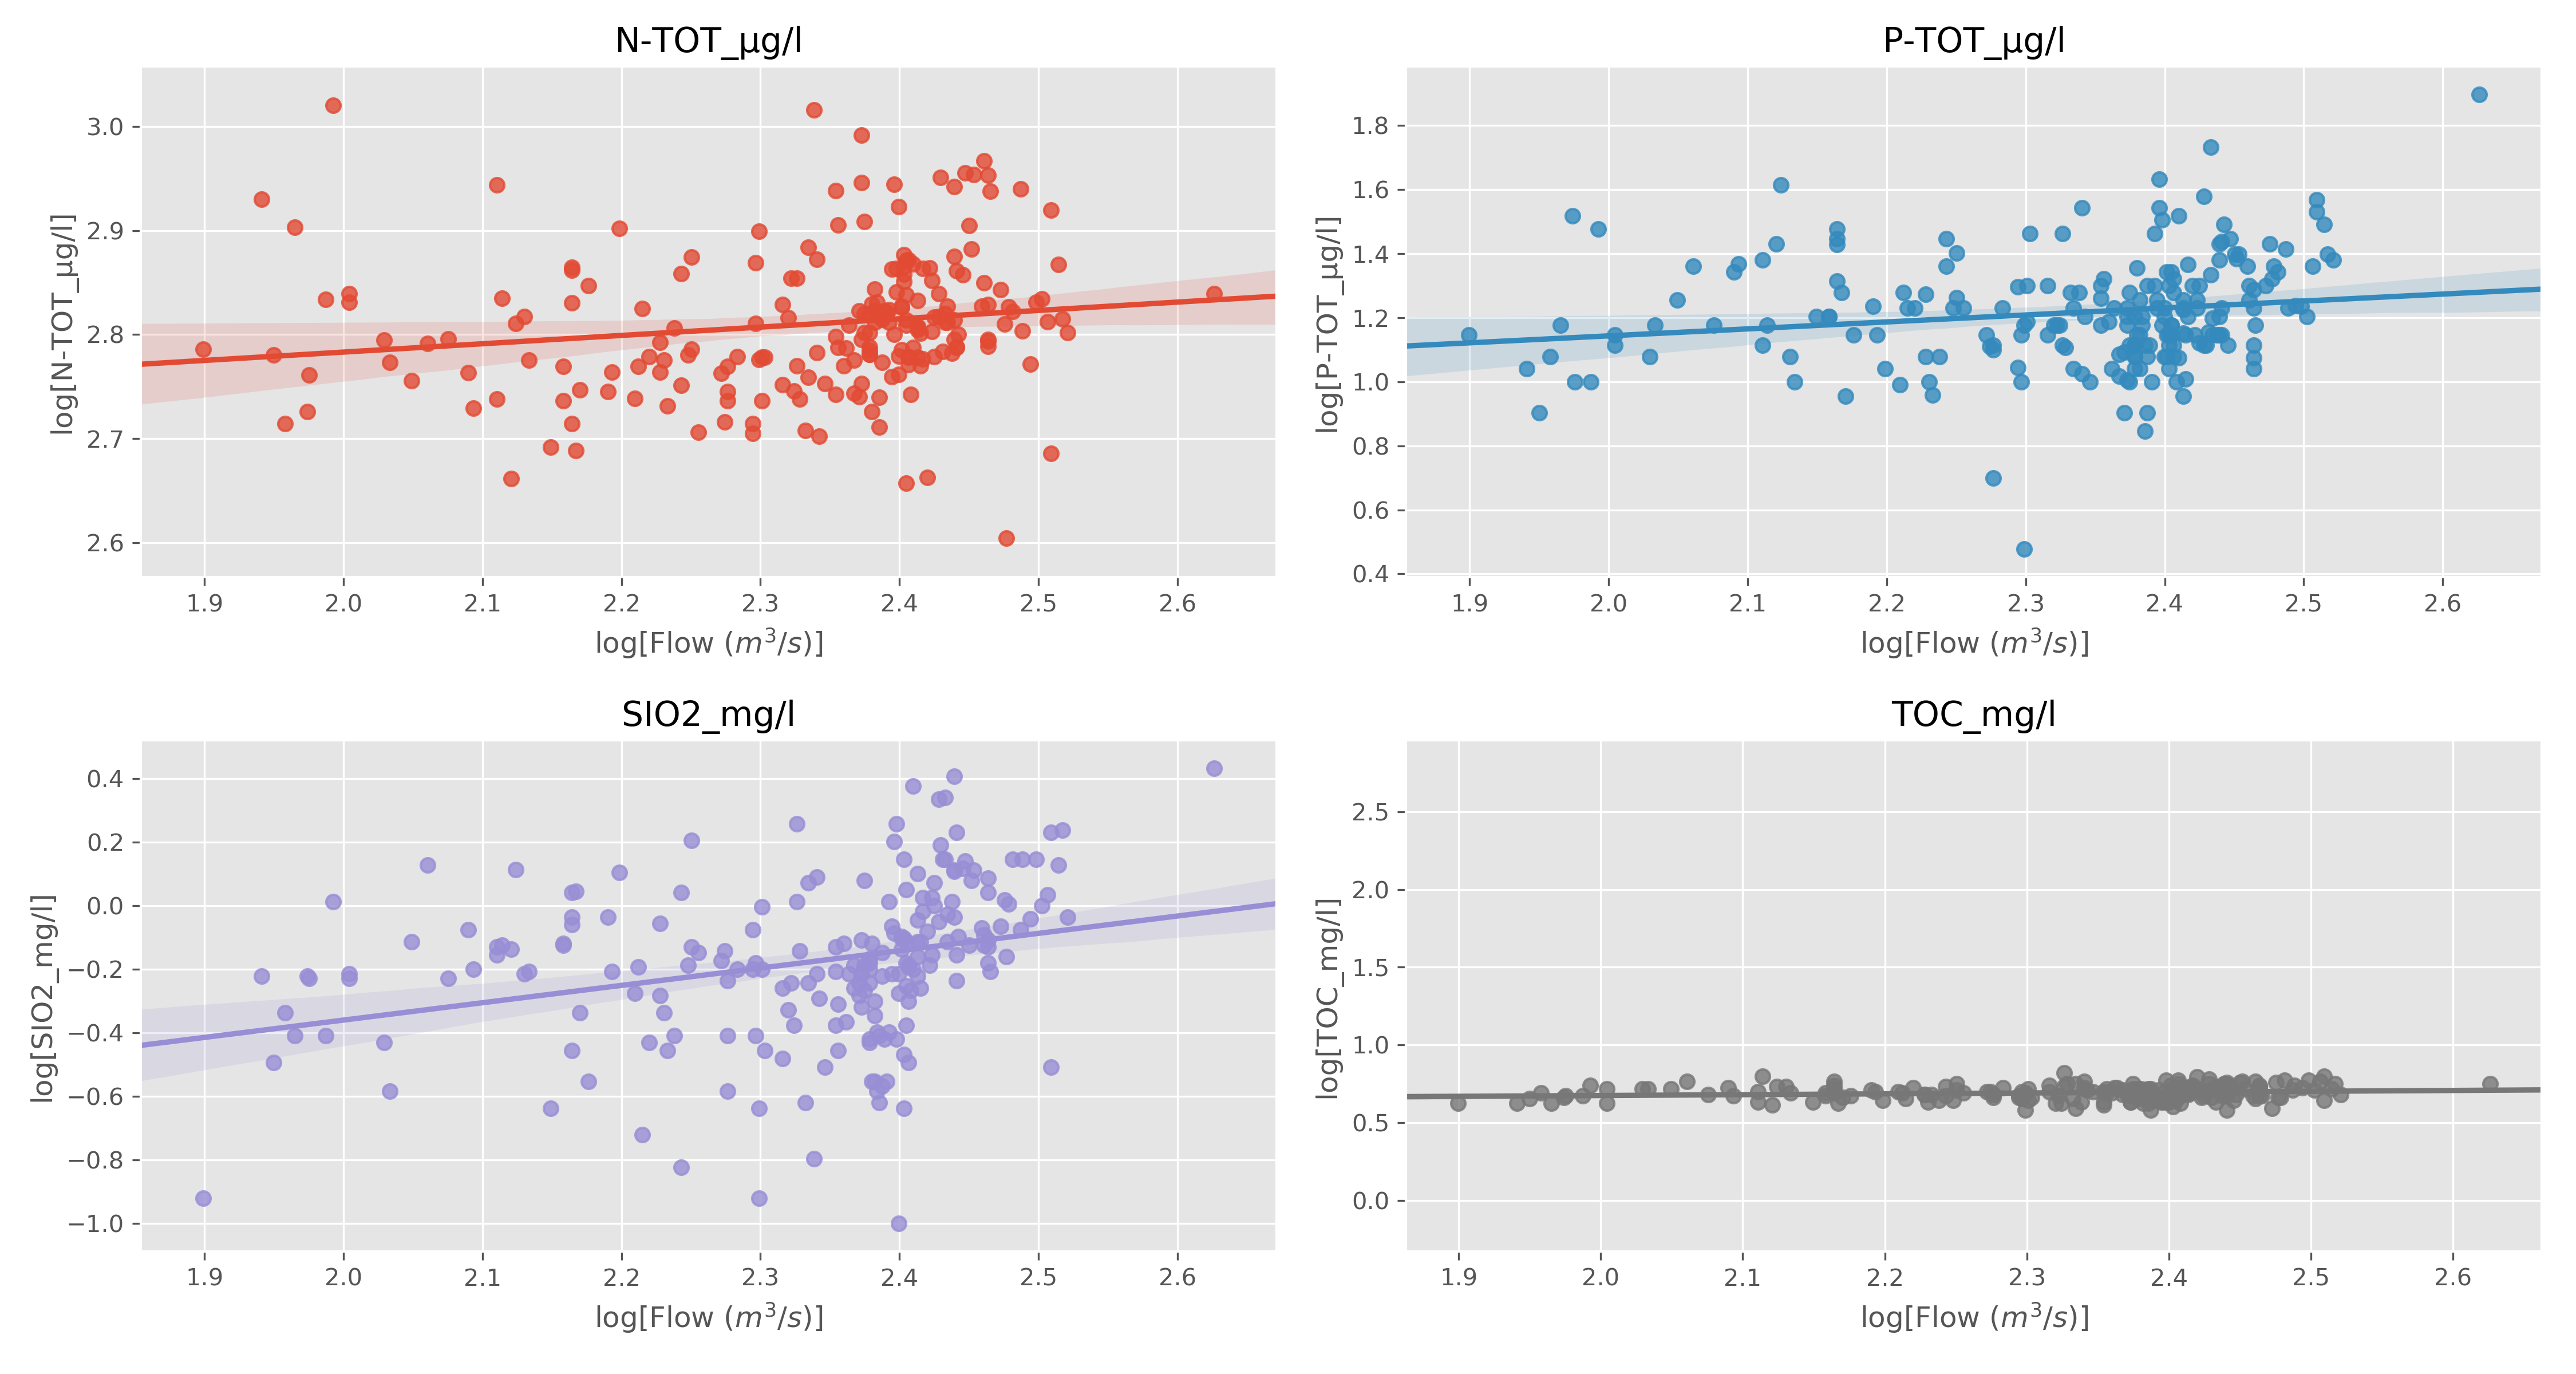 N-TOT_µg/l
log[N-TOT_µg/l]
3.0
2.9
2.8
2.7
2.6
1.9 2.0 2.1 2.2 2.3 2.4 2.5 2.6
log[Flow (m³/s)]
P-TOT_µg/l
log[P-TOT_µg/l]
1.8
1.6
1.4
1.2
1.0
0.8
0.6
0.4
1.9 2.0 2.1 2.2 2.3 2.4 2.5 2.6
log[Flow (m³/s)]
SIO2_mg/l
log[SIO2_mg/l]
0.4
0.2
0.0
−0.2
−0.4
−0.6
−0.8
−1.0
1.9 2.0 2.1 2.2 2.3 2.4 2.5 2.6
log[Flow (m³/s)]
TOC_mg/l
log[TOC_mg/l]
2.5
2.0
1.5
1.0
0.5
0.0
1.9 2.0 2.1 2.2 2.3 2.4 2.5 2.6
log[Flow (m³/s)]